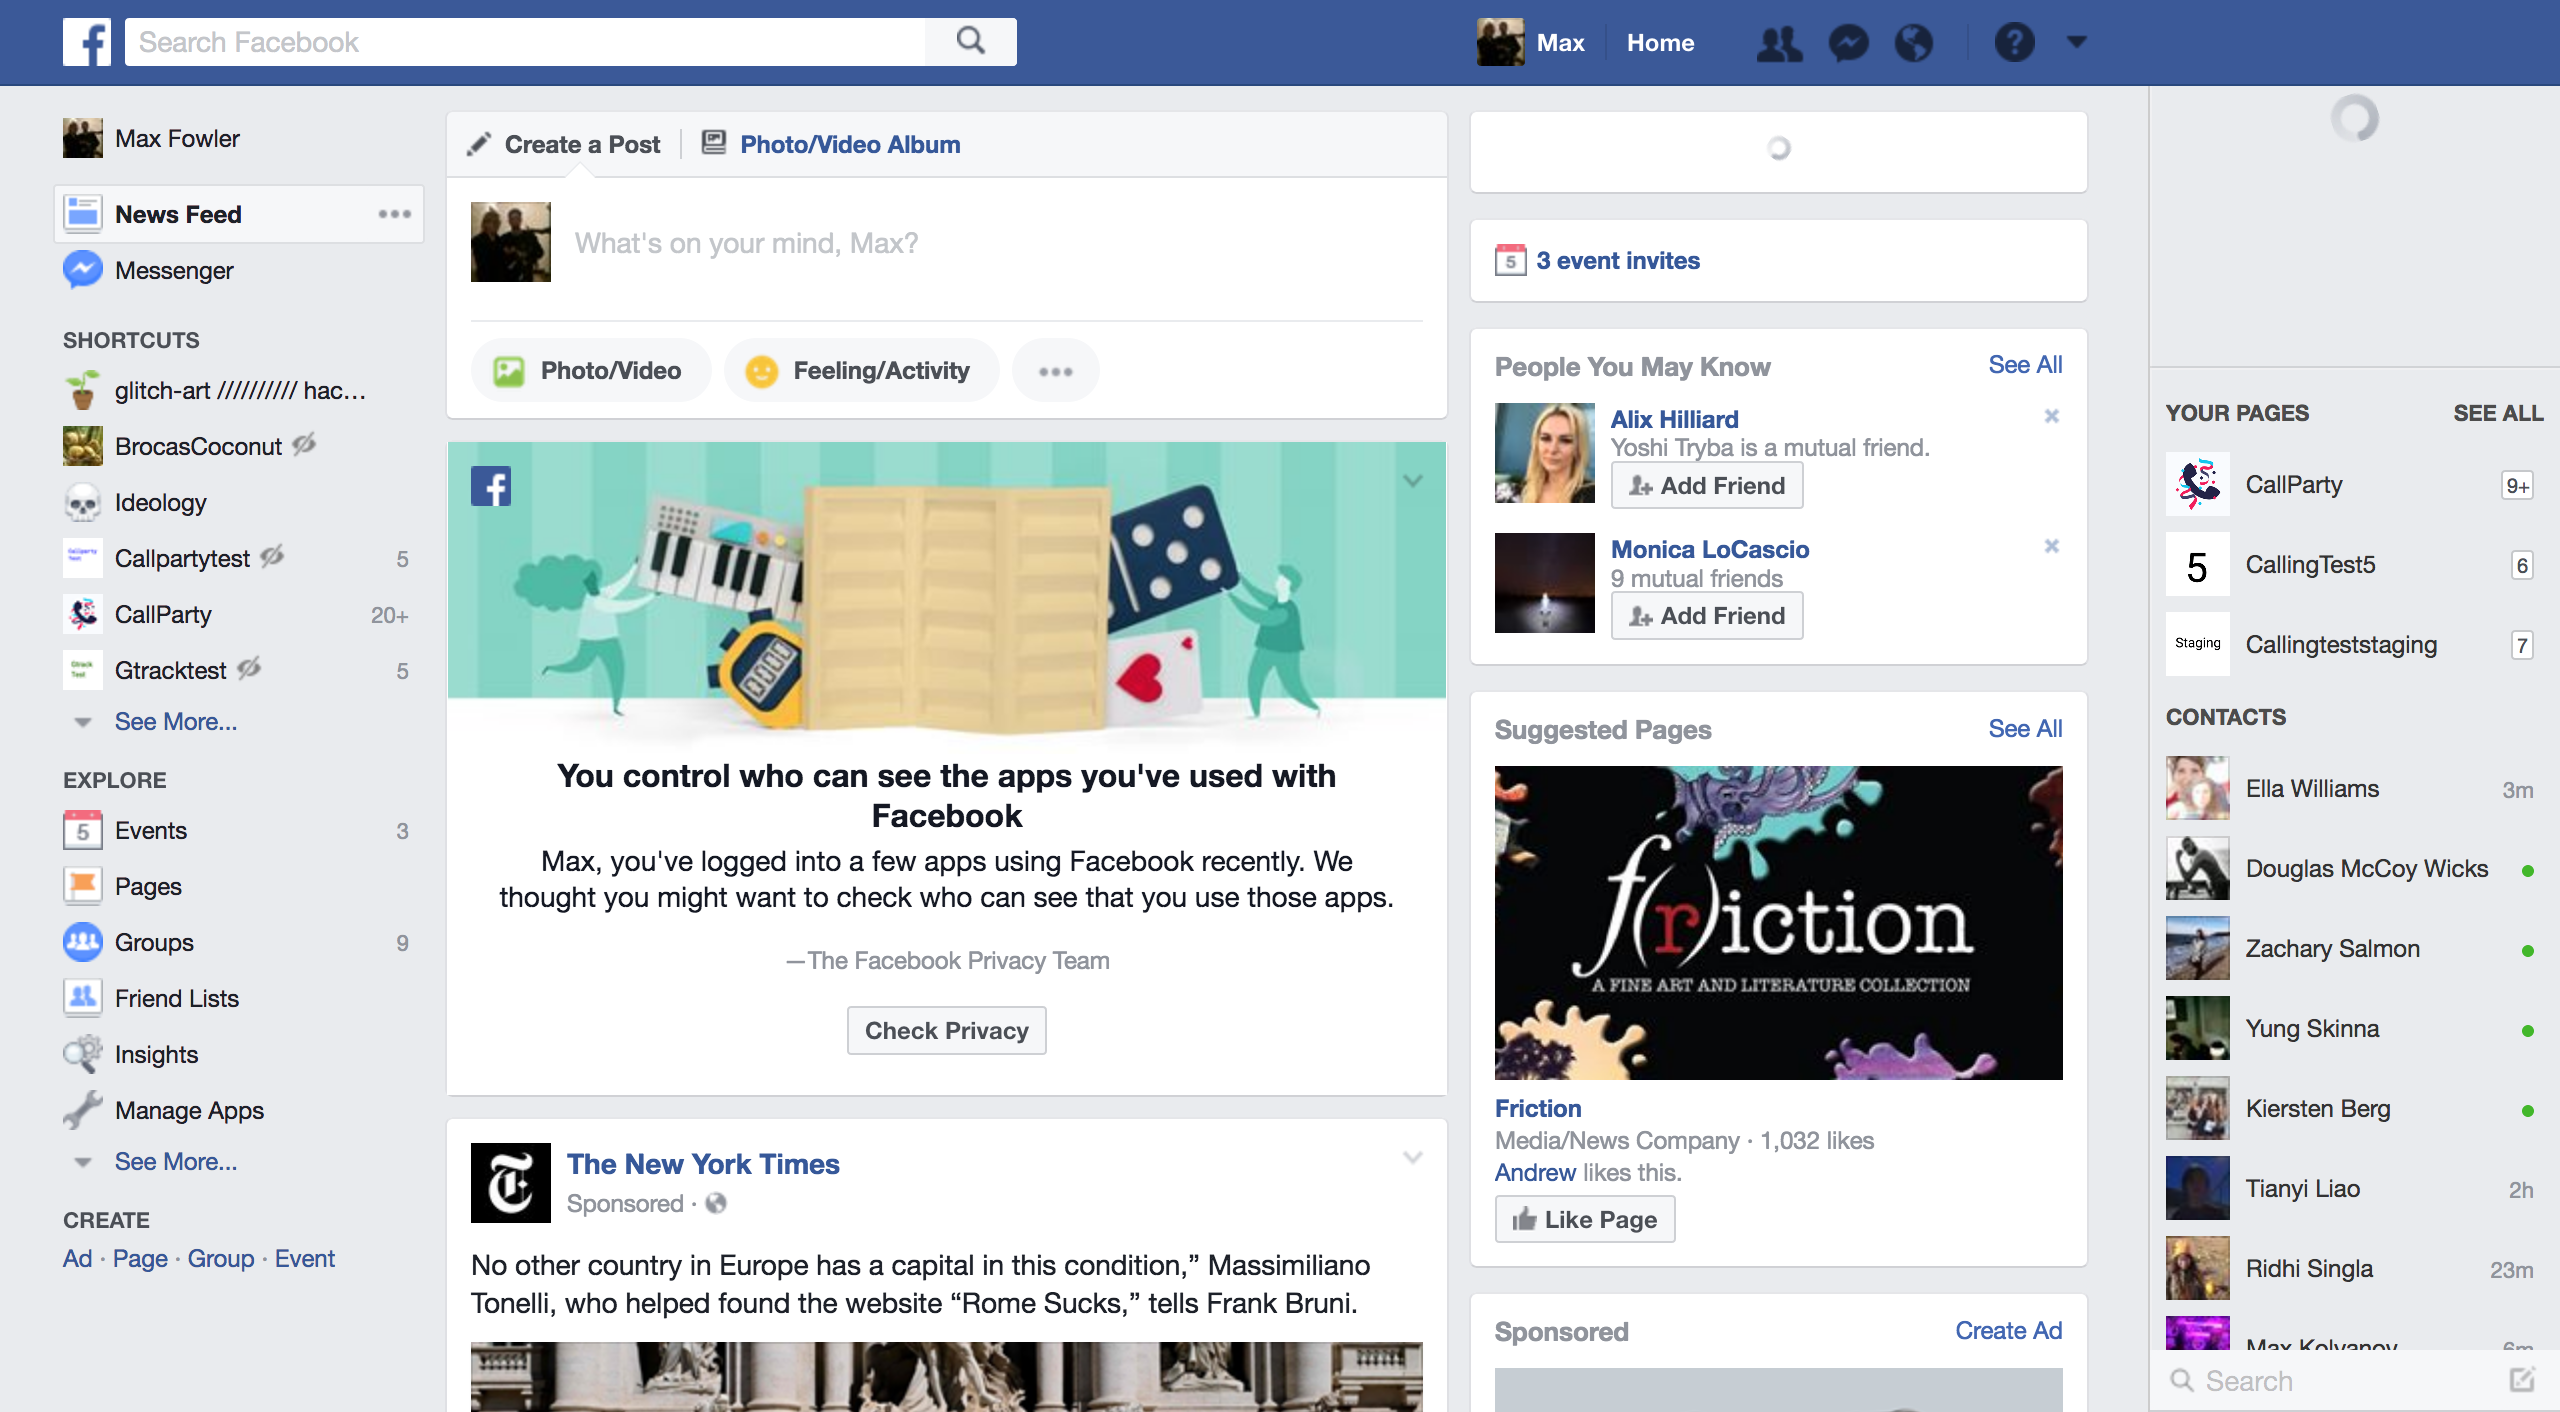 Search Facebook
Max
Home
Max Fowler
News Feed
Messenger
SHORTCUTS
glitch-art ////////// hac...
BrocasCoconut
Ideology
Callpartytest 5
CallParty 20+
Gtracktest 5
See More...
EXPLORE
5
Events 3
Pages
Groups 9
Friend Lists
Insights
Manage Apps
See More...
CREATE
Ad · Page · Group · Event
Create a Post
Photo/Video Album
What's on your mind, Max?
Photo/Video
Feeling/Activity
You control who can see the apps you've used with
Facebook
Max, you've logged into a few apps using Facebook recently. We
thought you might want to check who can see that you use those apps.
—The Facebook Privacy Team
Check Privacy
The New York Times
Sponsored ·
No other country in Europe has a capital in this condition,” Massimiliano
Tonelli, who helped found the website “Rome Sucks,” tells Frank Bruni.
5
3 event invites
People You May Know
See All
Alix Hilliard
Yoshi Tryba is a mutual friend.
Add Friend
Monica LoCascio
9 mutual friends
Add Friend
Suggested Pages
See All
f(r)iction
A FINE ART AND LITERATURE COLLECTION
Friction
Media/News Company · 1,032 likes
Andrew likes this.
Like Page
Sponsored
Create Ad
YOUR PAGES
SEE ALL
CallParty 9+
5
CallingTest5 6
Staging
Callingteststaging 7
CONTACTS
Ella Williams 3m
Douglas McCoy Wicks
Zachary Salmon
Yung Skinna
Kiersten Berg
Tianyi Liao 2h
Ridhi Singla 23m
Max Kolyanov 6m
Search